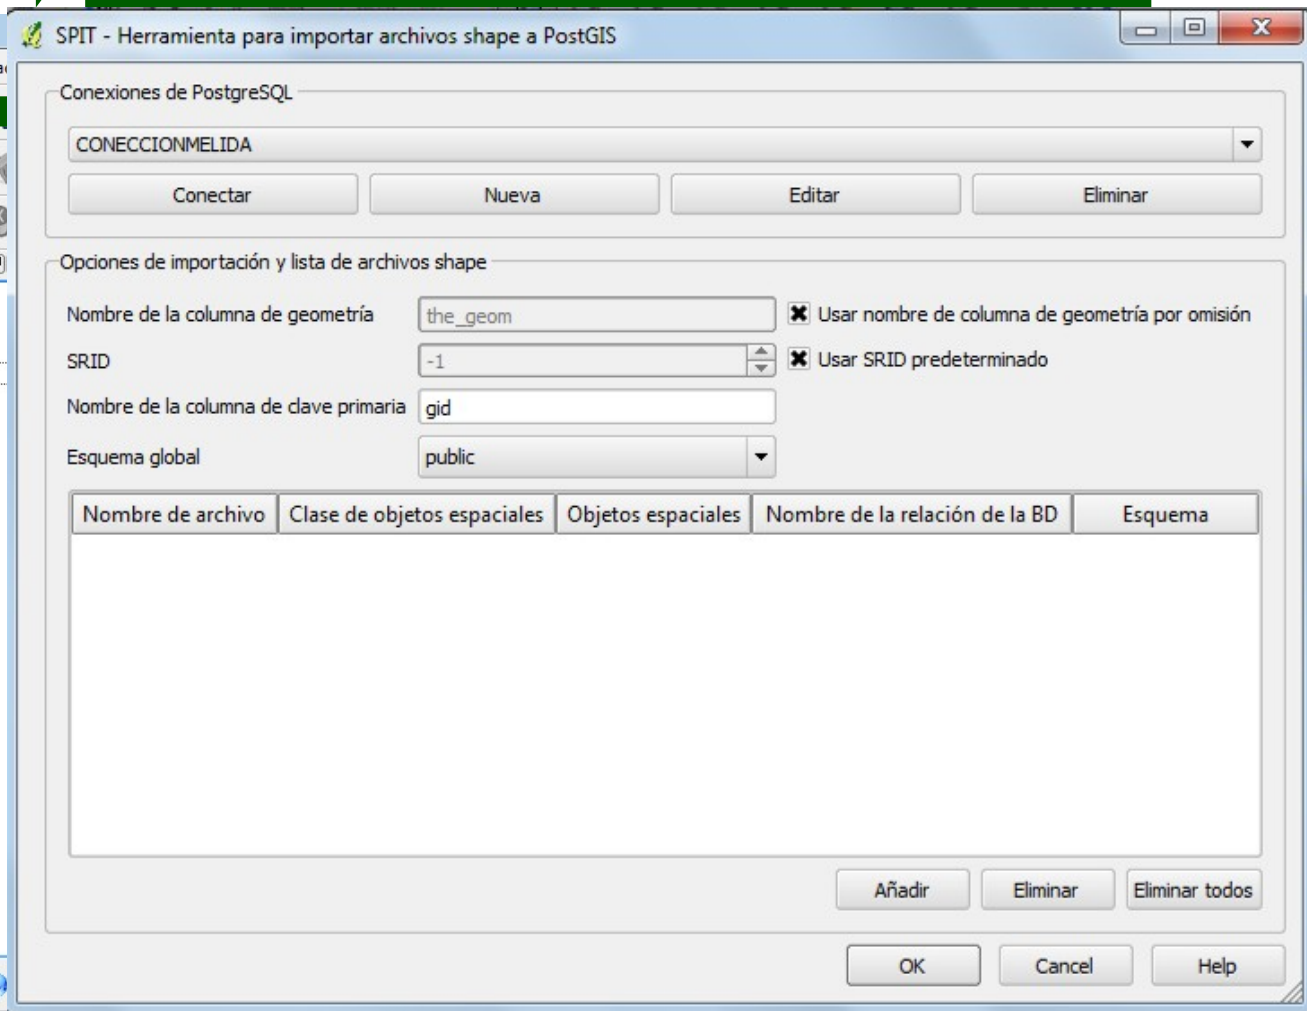 SPIT - Herramienta para importar archivos shape a PostGIS
Conexiones de PostgreSQL
CONECCIONMELIDA
Conectar Nueva Editar Eliminar
Opciones de importación y lista de archivos shape
Nombre de la columna de geometría the_geom Usar nombre de columna de geometría por omisión
SRID -1 Usar SRID predeterminado
Nombre de la columna de clave primaria gid
Esquema global public
Nombre de archivo Clase de objetos espaciales Objetos espaciales Nombre de la relación de la BD Esquema
Añadir Eliminar Eliminar todos
OK Cancel Help